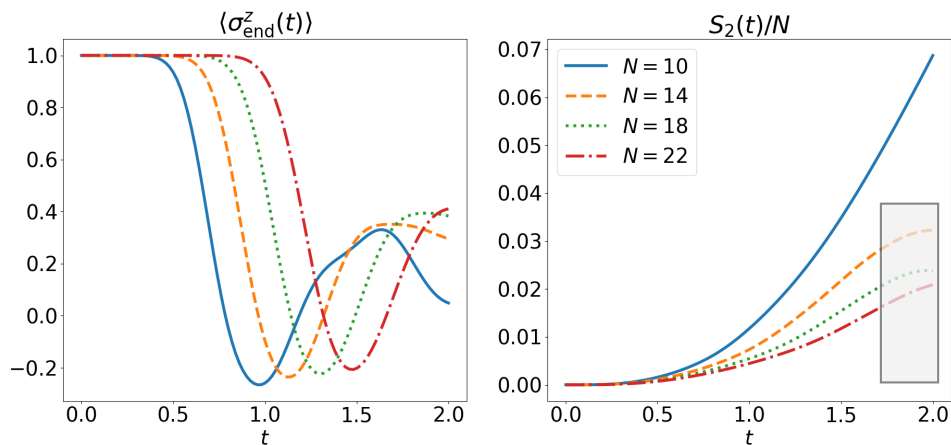 ⟨σ^z_end(t)⟩
1.0
0.8
0.6
0.4
0.2
0.0
−0.2
0.0 0.5 1.0 1.5 2.0
t
S_2(t)/N
0.07
0.06
0.05
0.04
0.03
0.02
0.01
0.00
N = 10
N = 14
N = 18
N = 22
0.0 0.5 1.0 1.5 2.0
t